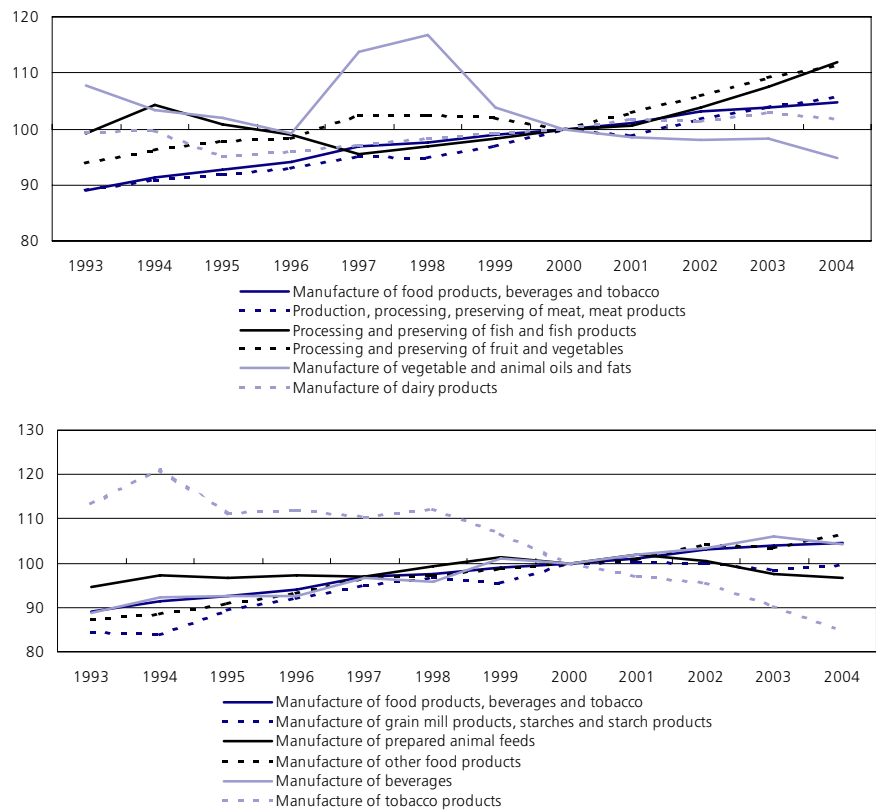 120
110
100
90
80
1993 1994 1995 1996 1997 1998 1999 2000 2001 2002 2003 2004
Manufacture of food products, beverages and tobacco
Production, processing, preserving of meat, meat products
Processing and preserving of fish and fish products
Processing and preserving of fruit and vegetables
Manufacture of vegetable and animal oils and fats
Manufacture of dairy products
130
120
110
100
90
80
1993 1994 1995 1996 1997 1998 1999 2000 2001 2002 2003 2004
Manufacture of food products, beverages and tobacco
Manufacture of grain mill products, starches and starch products
Manufacture of prepared animal feeds
Manufacture of other food products
Manufacture of beverages
Manufacture of tobacco products